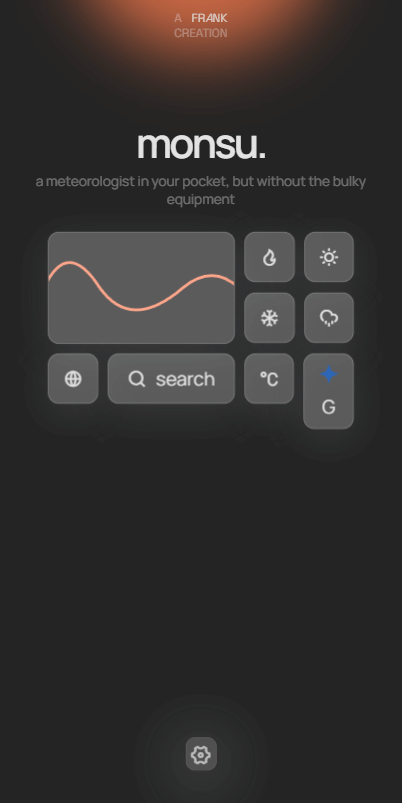 A FRANK
CREATION
monsu.
a meteorologist in your pocket, but without the bulky
equipment
search
°C
G